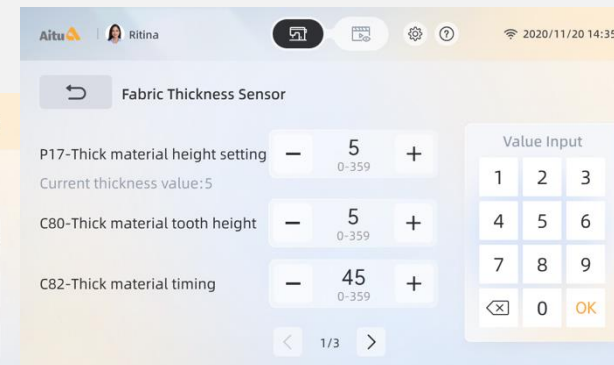 Aitu
Ritina
2020/11/20 14:35
Fabric Thickness Sensor
P17-Thick material height setting
5
0-359
Current thickness value:5
C80-Thick material tooth height
5
0-359
C82-Thick material timing
45
0-359
1/3
Value Input
1 2 3
4 5 6
7 8 9
0 OK